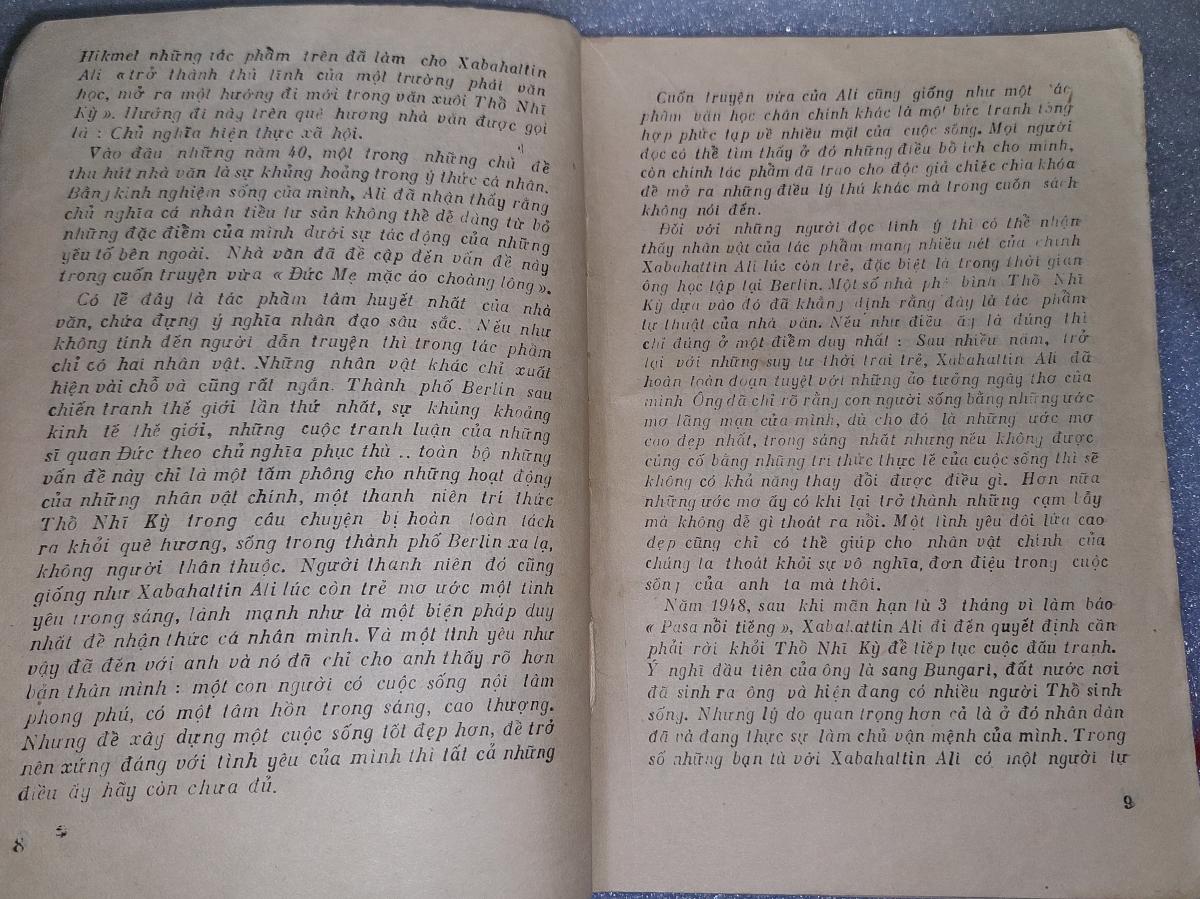 Hikmet những tác phẩm trên đã làm cho Xabahattin
Ali «trở thành thủ lĩnh của một trường phái văn
học, mở ra một hướng đi mới trong văn xuôi Thổ Nhĩ
Kỳ». Hướng đi này trên quê hương nhà văn được gọi
là : Chủ nghĩa hiện thực xã hội.
Vào đầu những năm 40, một trong những chủ đề
thu hút nhà văn là sự khủng hoảng trong ý thức cá nhân.
Bằng kinh nghiệm sống của mình, Ali đã nhận thấy rằng
chủ nghĩa cá nhân tiểu tư sản không thể dễ dàng từ bỏ
những đặc điểm của mình dưới sự tác động của những
yếu tố bên ngoài. Nhà văn đã đề cập đến vấn đề này
trong cuốn truyện vừa « Đức Mẹ mặc áo choàng lông».
Có lẽ đây là tác phẩm tâm huyết nhất của nhà
văn, chứa đựng ý nghĩa nhân đạo sâu sắc. Nếu như
không tính đến người dẫn truyện thì trong tác phẩm
chỉ có hai nhân vật. Những nhân vật khác chỉ xuất
hiện vài chỗ và cũng rất ngắn. Thành phố Berlin sau
chiến tranh thế giới lần thứ nhất, sự khủng khoảng
kinh tế thế giới, những cuộc tranh luận của những
sĩ quan Đức theo chủ nghĩa phục thù .. toàn bộ những
vấn đề này chỉ là một tấm phông cho những hoạt động
của những nhân vật chính, một thanh niên trí thức
Thổ Nhĩ Kỳ trong câu chuyện bị hoàn toàn tách
ra khỏi quê hương, sống trong thành phố Berlin xa lạ,
không người thân thuộc. Người thanh niên đó cũng
giống như Xabahattin Ali lúc còn trẻ mơ ước một tình
yêu trong sáng, lành mạnh như là một biện pháp duy
nhất để nhận thức cá nhân mình. Và một tình yêu như
vậy đã đến với anh và nó đã chỉ cho anh thấy rõ hơn
bản thân mình : một con người có cuộc sống nội tâm
phong phú, có một tâm hồn trong sáng, cao thượng.
Nhưng để xây dựng một cuộc sống tốt đẹp hơn, để trở
nên xứng đáng với tình yêu của mình thì tất cả những
điều ấy hãy còn chưa đủ.
8
Cuốn truyện vừa của Ali cũng giống như một tác
phẩm văn học chân chính khác là một bức tranh tổng
hợp phức tạp về nhiều mặt của cuộc sống. Mọi người
đọc có thể tìm thấy ở đó những điều bổ ích cho mình,
còn chính tác phẩm đã trao cho độc giả chiếc chìa khóa
để mở ra những điều lý thú khác mà trong cuốn sách
không nói đến.
Đối với những người đọc tinh ý thì có thể nhận
thấy nhân vật của tác phẩm mang nhiều nét của chính
Xabahattin Ali lúc còn trẻ, đặc biệt là trong thời gian
ông học tập tại Berlin. Một số nhà phê bình Thổ Nhĩ
Kỳ dựa vào đó đã khẳng định rằng đây là tác phẩm
tự thuật của nhà văn. Nếu như điều ấy là đúng thì
chỉ đúng ở một điểm duy nhất : Sau nhiều năm, trở
lại với những suy tư thời trai trẻ, Xabahattin Ali đã
hoàn toàn đoạn tuyệt với những ảo tưởng ngây thơ của
mình Ông đã chỉ rõ rằng con người sống bằng những ước
mơ lãng mạn của mình, dù cho đó là những ước mơ
cao đẹp nhất, trong sáng nhất nhưng nếu không được
củng cố bằng những tri thức thực tế của cuộc sống thì sẽ
không có khả năng thay đổi được điều gì. Hơn nữa
những ước mơ ấy có khi lại trở thành những cạm bẫy
mà không dễ gì thoát ra nổi. Một tình yêu đôi lứa cao
đẹp cũng chỉ có thể giúp cho nhân vật chính của
chúng ta thoát khỏi sự vô nghĩa, đơn điệu trong cuộc
sống của anh ta mà thôi.
Năm 1948, sau khi mãn hạn tù 3 tháng vì làm báo
« Pasa nổi tiếng », Xabahattin Ali đi đến quyết định cần
phải rời khỏi Thổ Nhĩ Kỳ để tiếp tục cuộc đấu tranh.
Ý nghĩ đầu tiên của ông là sang Bungari, đất nước nơi
đã sinh ra ông và hiện đang có nhiều người Thổ sinh
sống. Nhưng lý do quan trọng hơn cả là ở đó nhân dân
đã và đang thực sự làm chủ vận mệnh của mình. Trong
số những bạn tù với Xabahattin Ali có một người tự
9